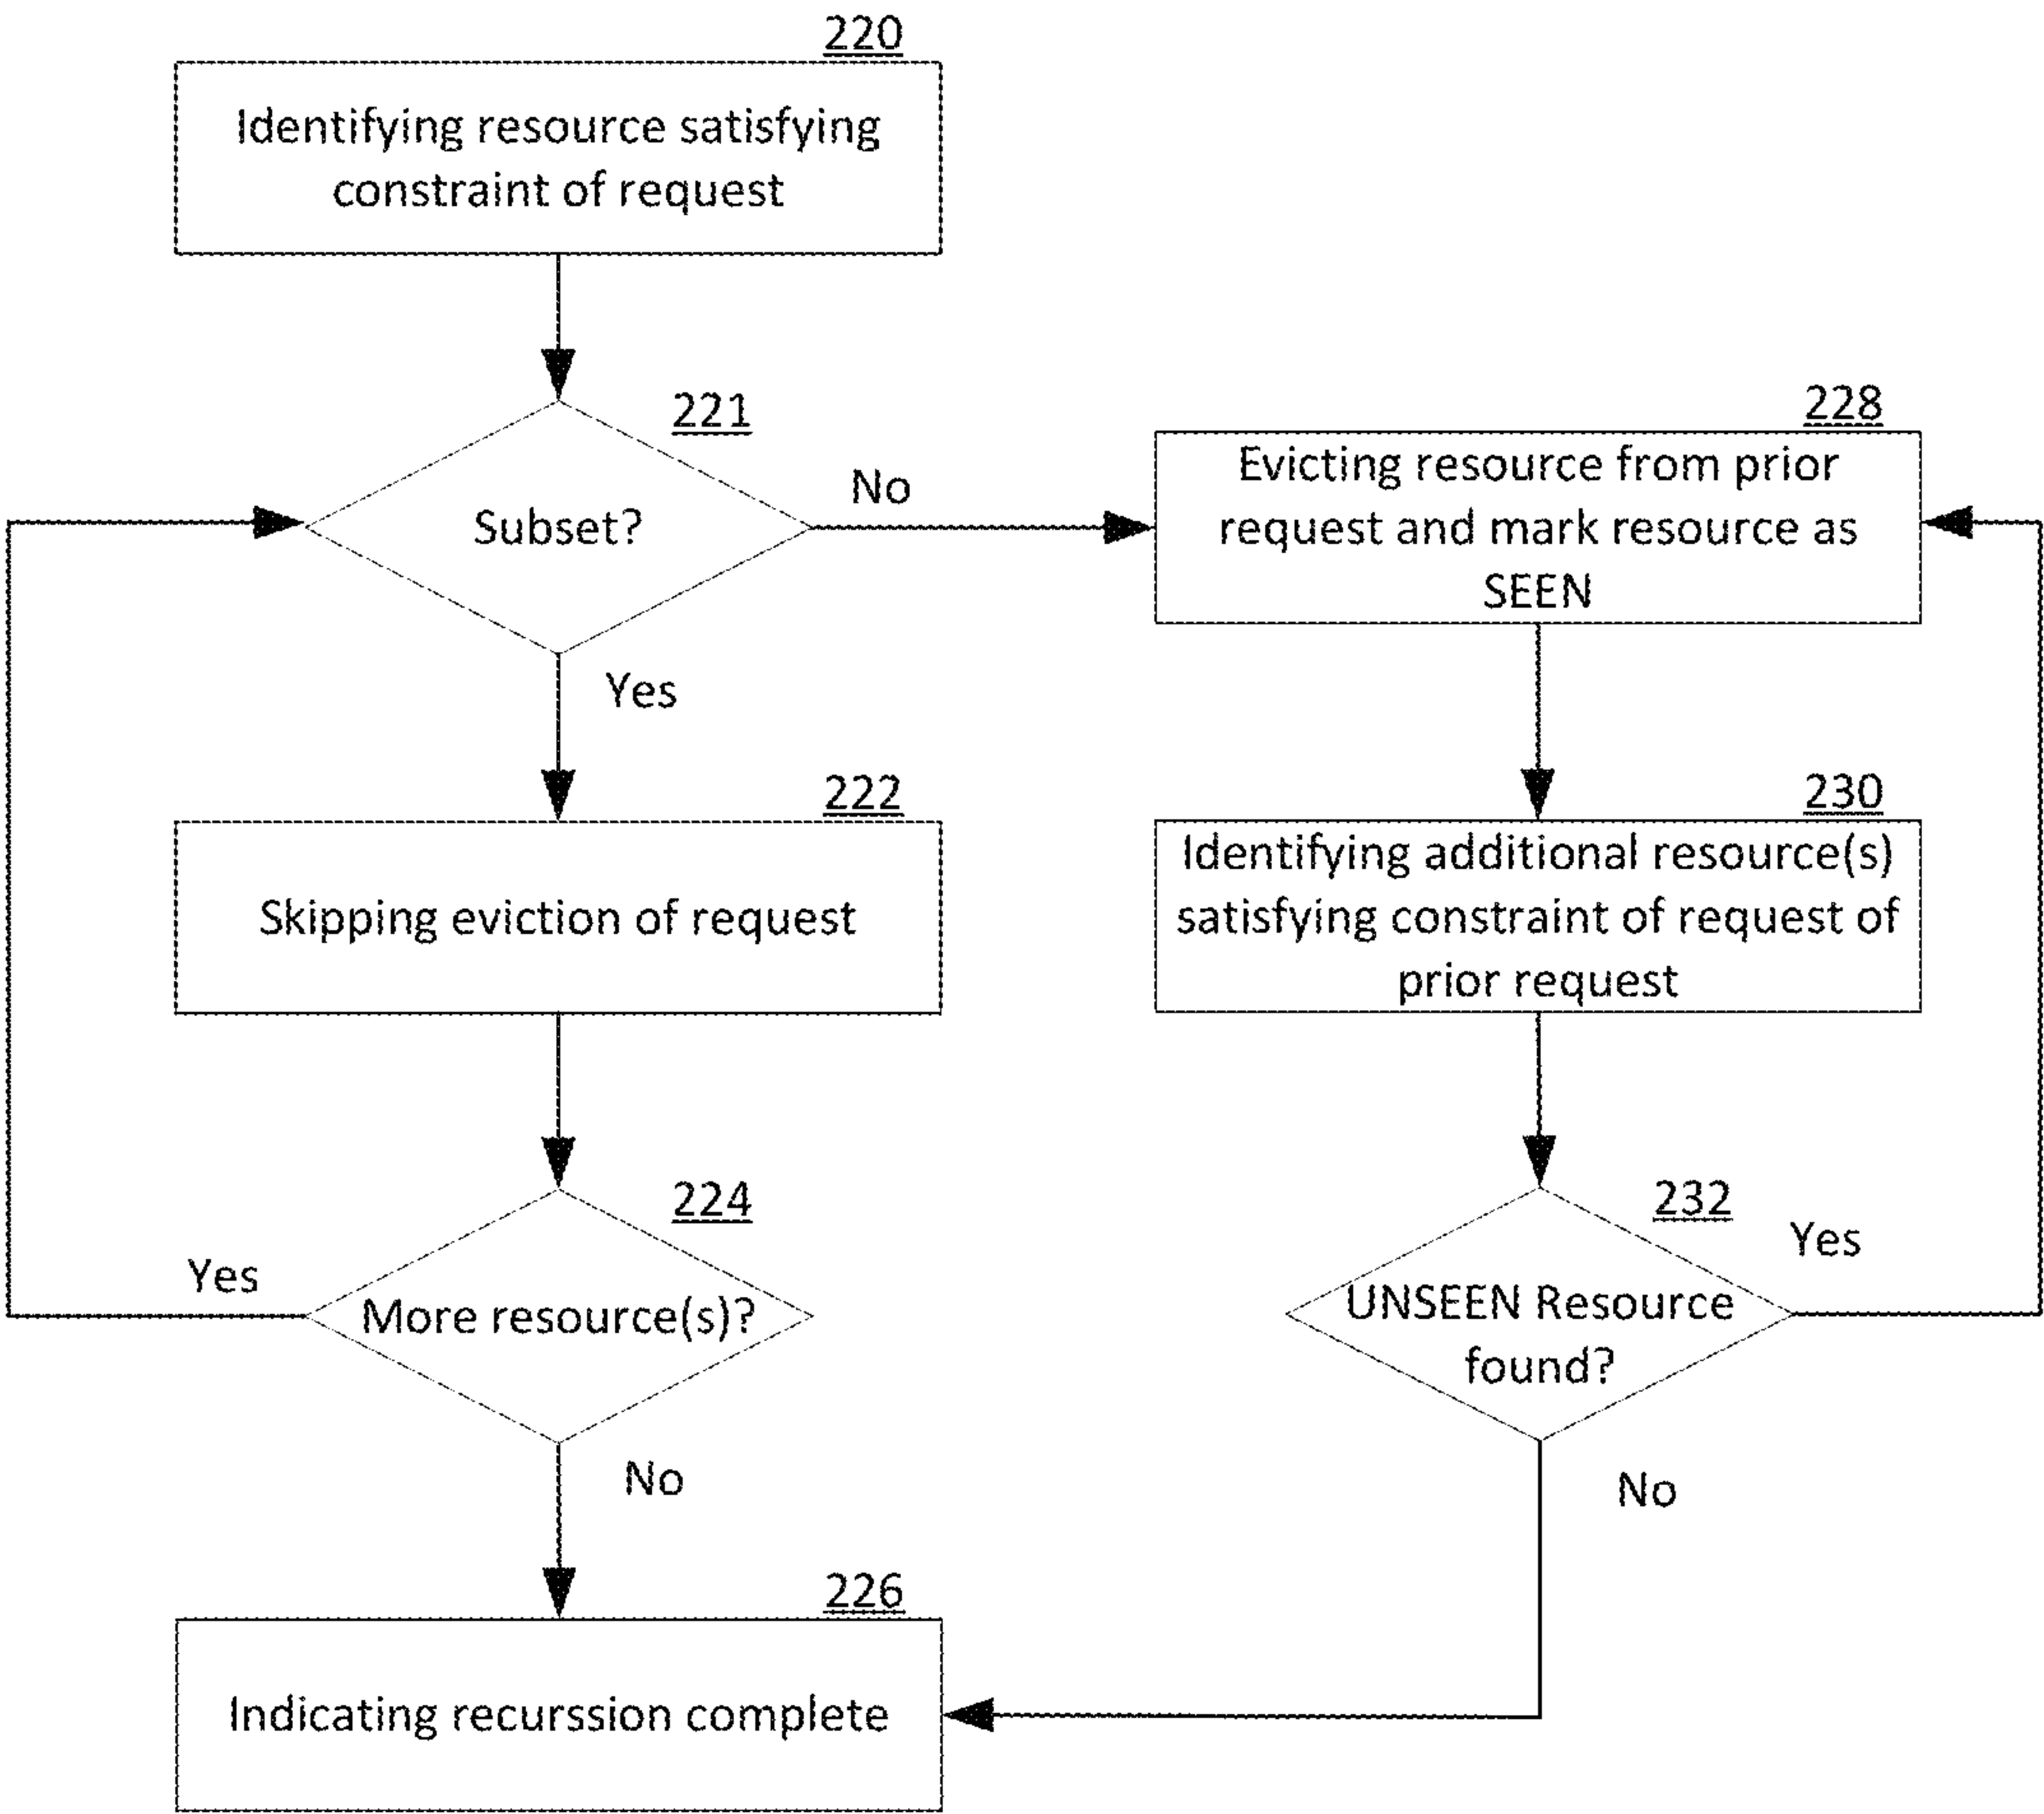 220
Identifying resource satisfying
constraint of request
221
Subset?
No
Yes
228
Evicting resource from prior
request and mark resource as
SEEN
222
Skipping eviction of request
230
Identifying additional resource(s)
satisfying constraint of request of
prior request
224
More resource(s)?
Yes
No
232
UNSEEN Resource
found?
Yes
No
226
Indicating recurssion complete